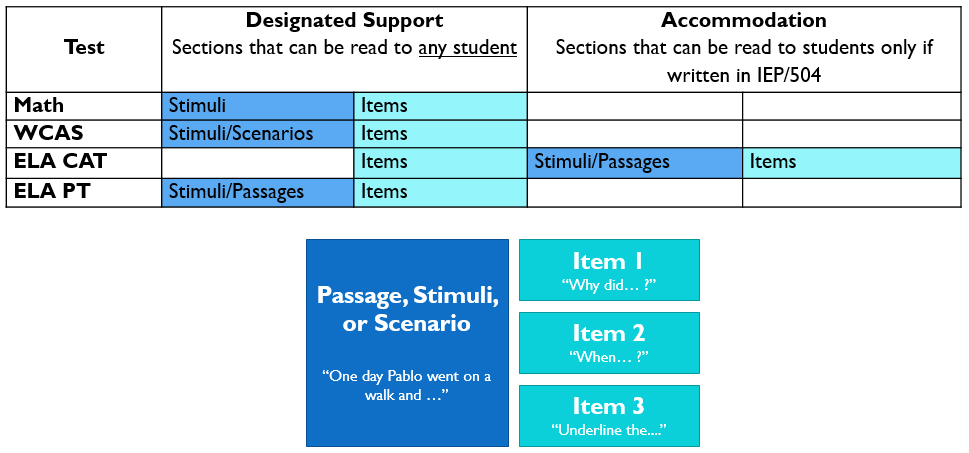 Test
Designated Support
Sections that can be read to any student
Accommodation
Sections that can be read to students only if
written in IEP/504
Math
Stimuli
Items
WCAS
Stimuli/Scenarios
Items
ELA CAT
Items
Stimuli/Passages
Items
ELA PT
Stimuli/Passages
Items
Passage, Stimuli,
or Scenario
“One day Pablo went on a
walk and …”
Item 1
“Why did… ?”
Item 2
“When… ?”
Item 3
“Underline the....”